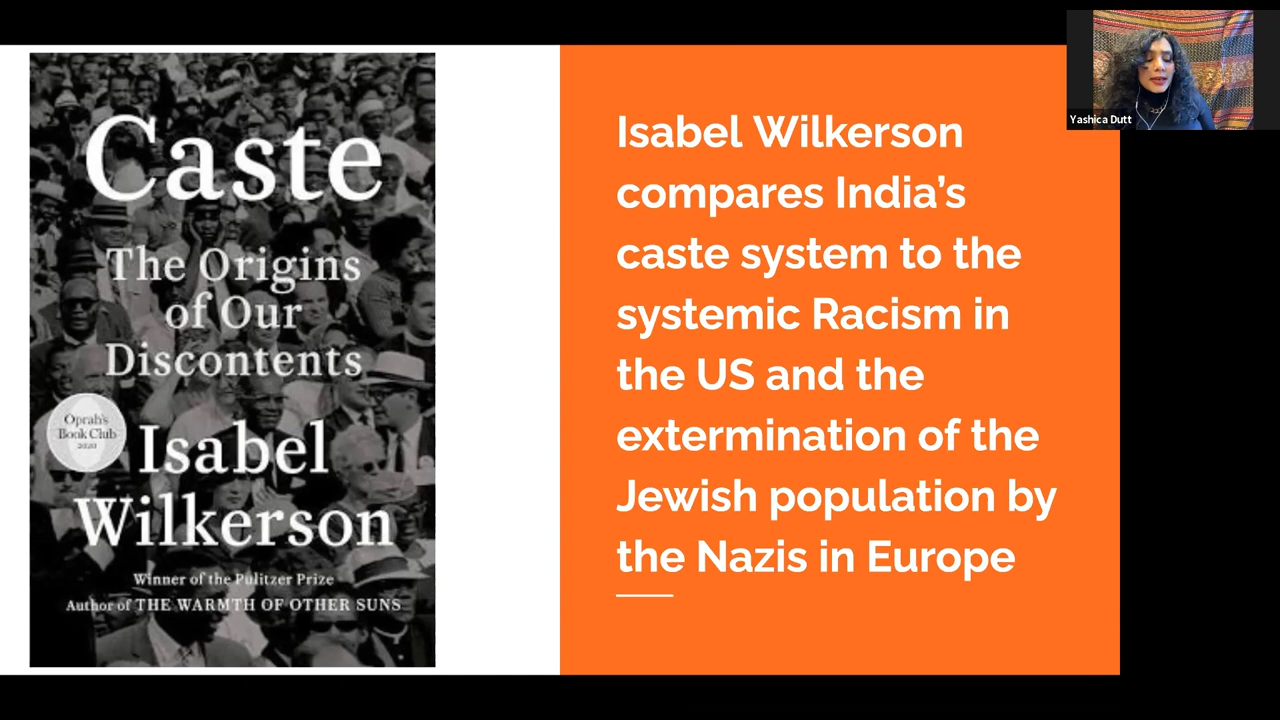 Caste
The Origins
of Our
Discontents
Oprah's
Book Club
2020
Isabel
Wilkerson
Winner of the Pulitzer Prize
Author of THE WARMTH OF OTHER SUNS
Isabel Wilkerson
compares India’s
caste system to the
systemic Racism in
the US and the
extermination of the
Jewish population by
the Nazis in Europe
Yashica Dutt